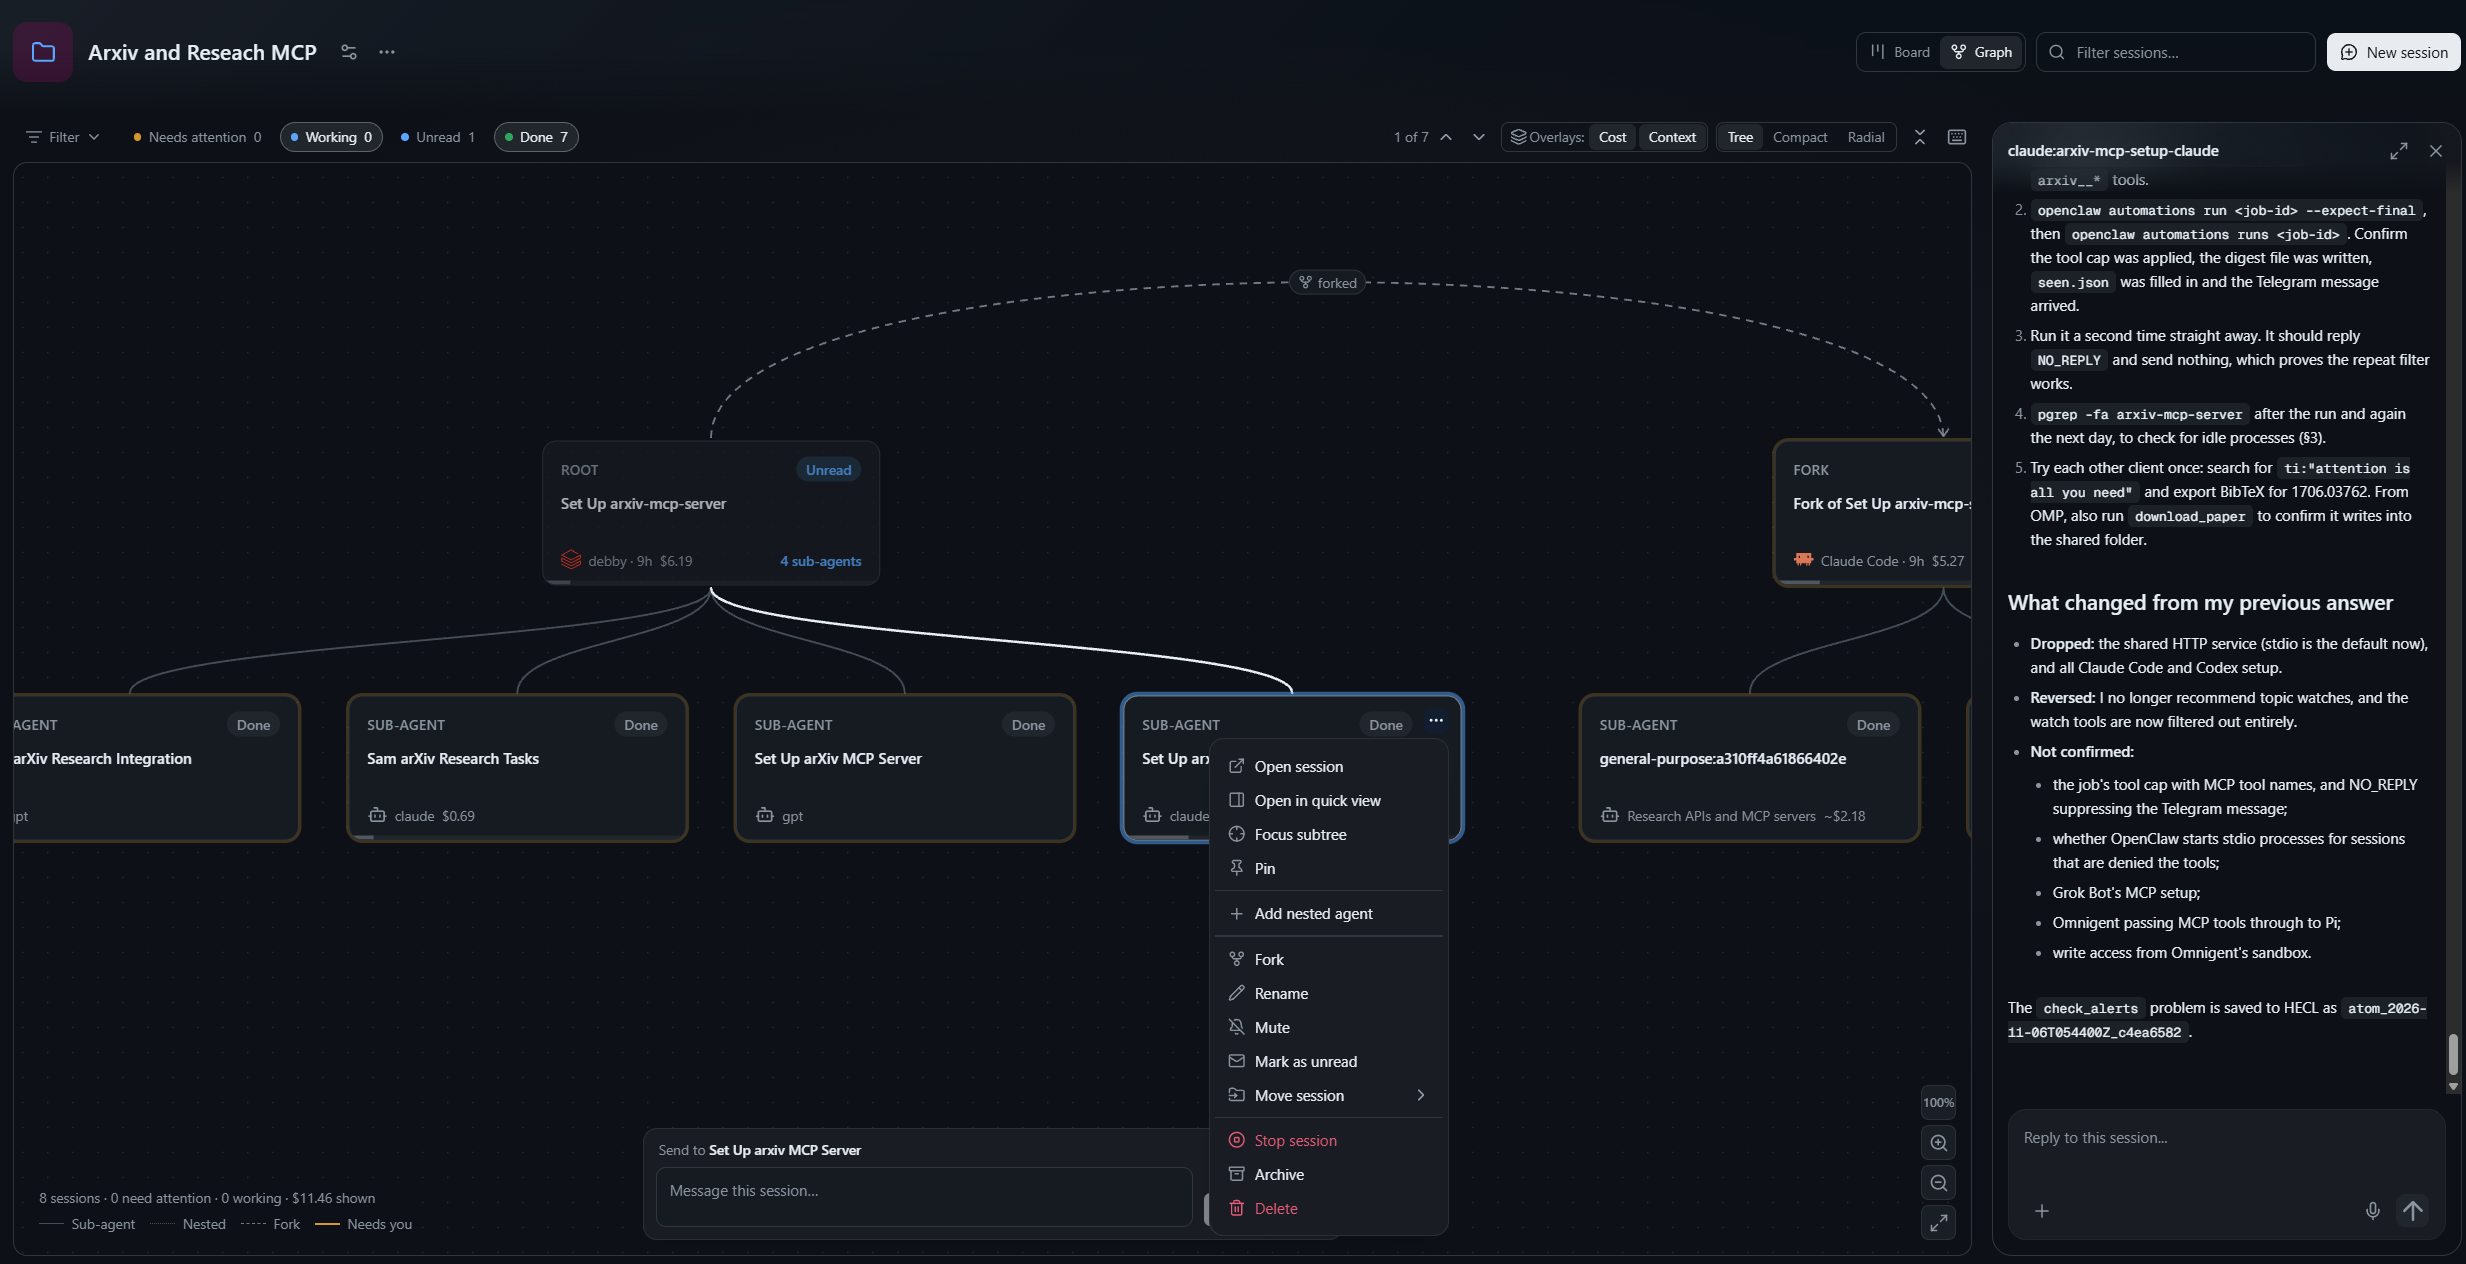 Arxiv and Reseach MCP
Board
Graph
Filter sessions...
New session
Filter
Needs attention 0
Working 0
Unread 1
Done 7
1 of 7
Overlays:
Cost
Context
Tree
Compact
Radial
forked
ROOT
Unread
Set Up arxiv-mcp-server
debby · 9h $6.19
4 sub-agents
FORK
Fork of Set Up arxiv-mcp-s
Claude Code · 9h $5.27
AGENT
Done
arXiv Research Integration
gpt
SUB-AGENT
Done
Sam arXiv Research Tasks
claude $0.69
SUB-AGENT
Done
Set Up arXiv MCP Server
gpt
SUB-AGENT
Done
Set Up arx
claude
SUB-AGENT
Done
general-purpose:a310ff4a61866402e
Research APIs and MCP servers ~$2.18
Open session
Open in quick view
Focus subtree
Pin
Add nested agent
Fork
Rename
Mute
Mark as unread
Move session
Stop session
Archive
Delete
Send to Set Up arxiv MCP Server
Message this session...
8 sessions · 0 need attention · 0 working · $11.46 shown
Sub-agent
Nested
Fork
Needs you
100%
claude:arxiv-mcp-setup-claude
arxiv__* tools.
2. openclaw automations run <job-id> --expect-final ,
then openclaw automations runs <job-id> . Confirm
the tool cap was applied, the digest file was written,
seen.json was filled in and the Telegram message
arrived.
3. Run it a second time straight away. It should reply
NO_REPLY and send nothing, which proves the repeat filter
works.
4. pgrep -fa arxiv-mcp-server after the run and again
the next day, to check for idle processes (§3).
5. Try each other client once: search for ti:"attention is
all you need" and export BibTeX for 1706.03762. From
OMP, also run download_paper to confirm it writes into
the shared folder.
What changed from my previous answer
• Dropped: the shared HTTP service (stdio is the default now),
and all Claude Code and Codex setup.
• Reversed: I no longer recommend topic watches, and the
watch tools are now filtered out entirely.
• Not confirmed:
• the job's tool cap with MCP tool names, and NO_REPLY
suppressing the Telegram message;
• whether OpenClaw starts stdio processes for sessions
that are denied the tools;
• Grok Bot's MCP setup;
• Omnigent passing MCP tools through to Pi;
• write access from Omnigent's sandbox.
The check_alerts problem is saved to HECL as atom_2026-
11-06T054400Z_c4ea6582 .
Reply to this session...